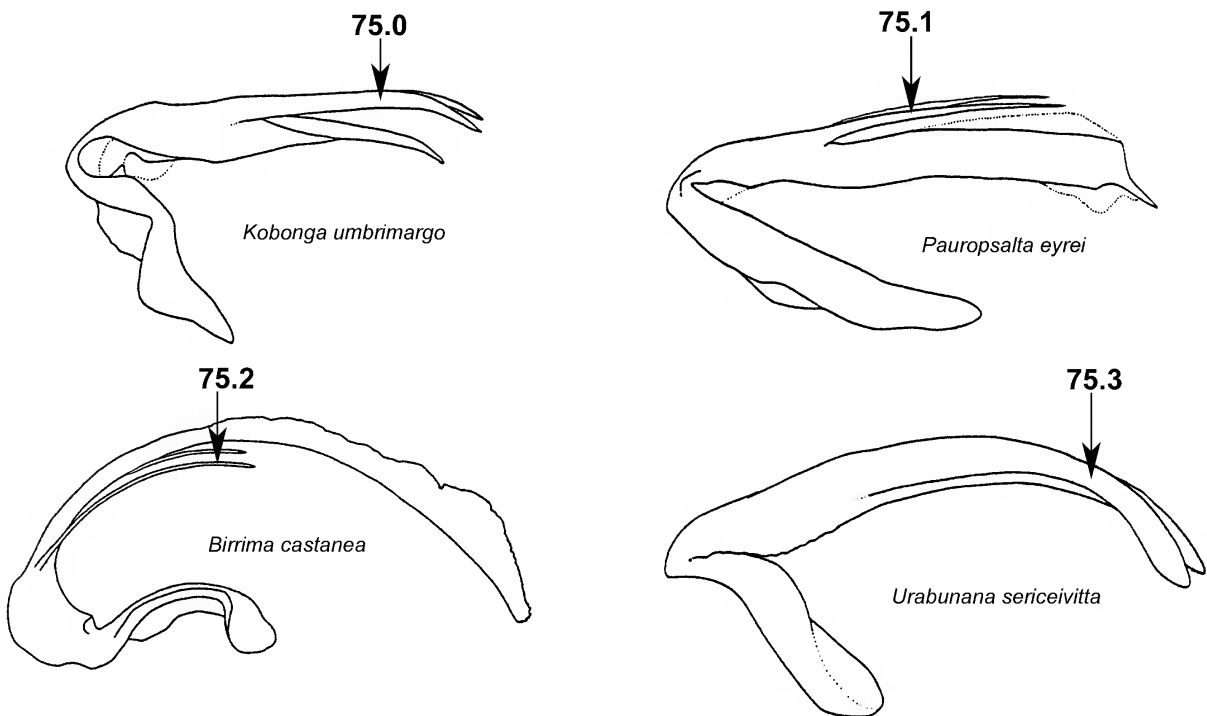 75.0
75.1
Kobonga umbrimargo
Pauropsalta eyrei
75.2
75.3
Birrima castanea
Urabunana sericeivitta